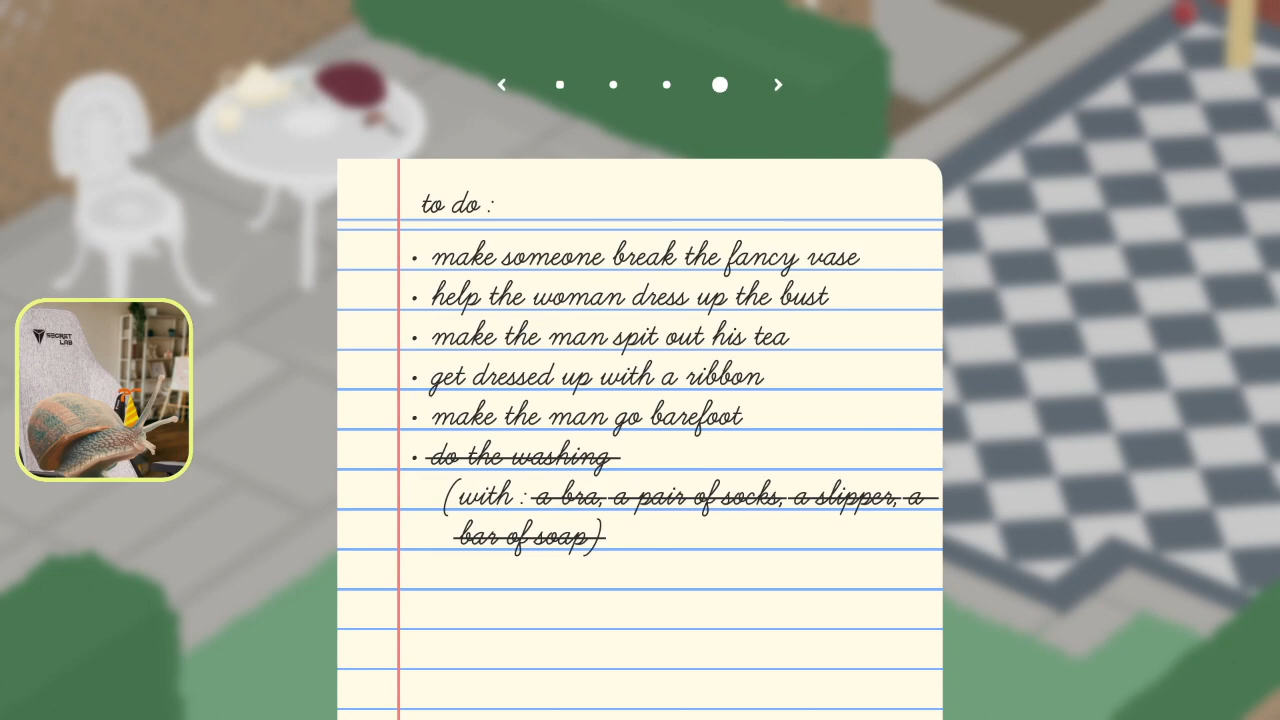 to do :
• make someone break the fancy vase
• help the woman dress up the bust
• make the man spit out his tea
• get dressed up with a ribbon
• make the man go barefoot
• do the washing
(with : a bra, a pair of socks, a slipper, a
bar of soap)
SECRET
LAB